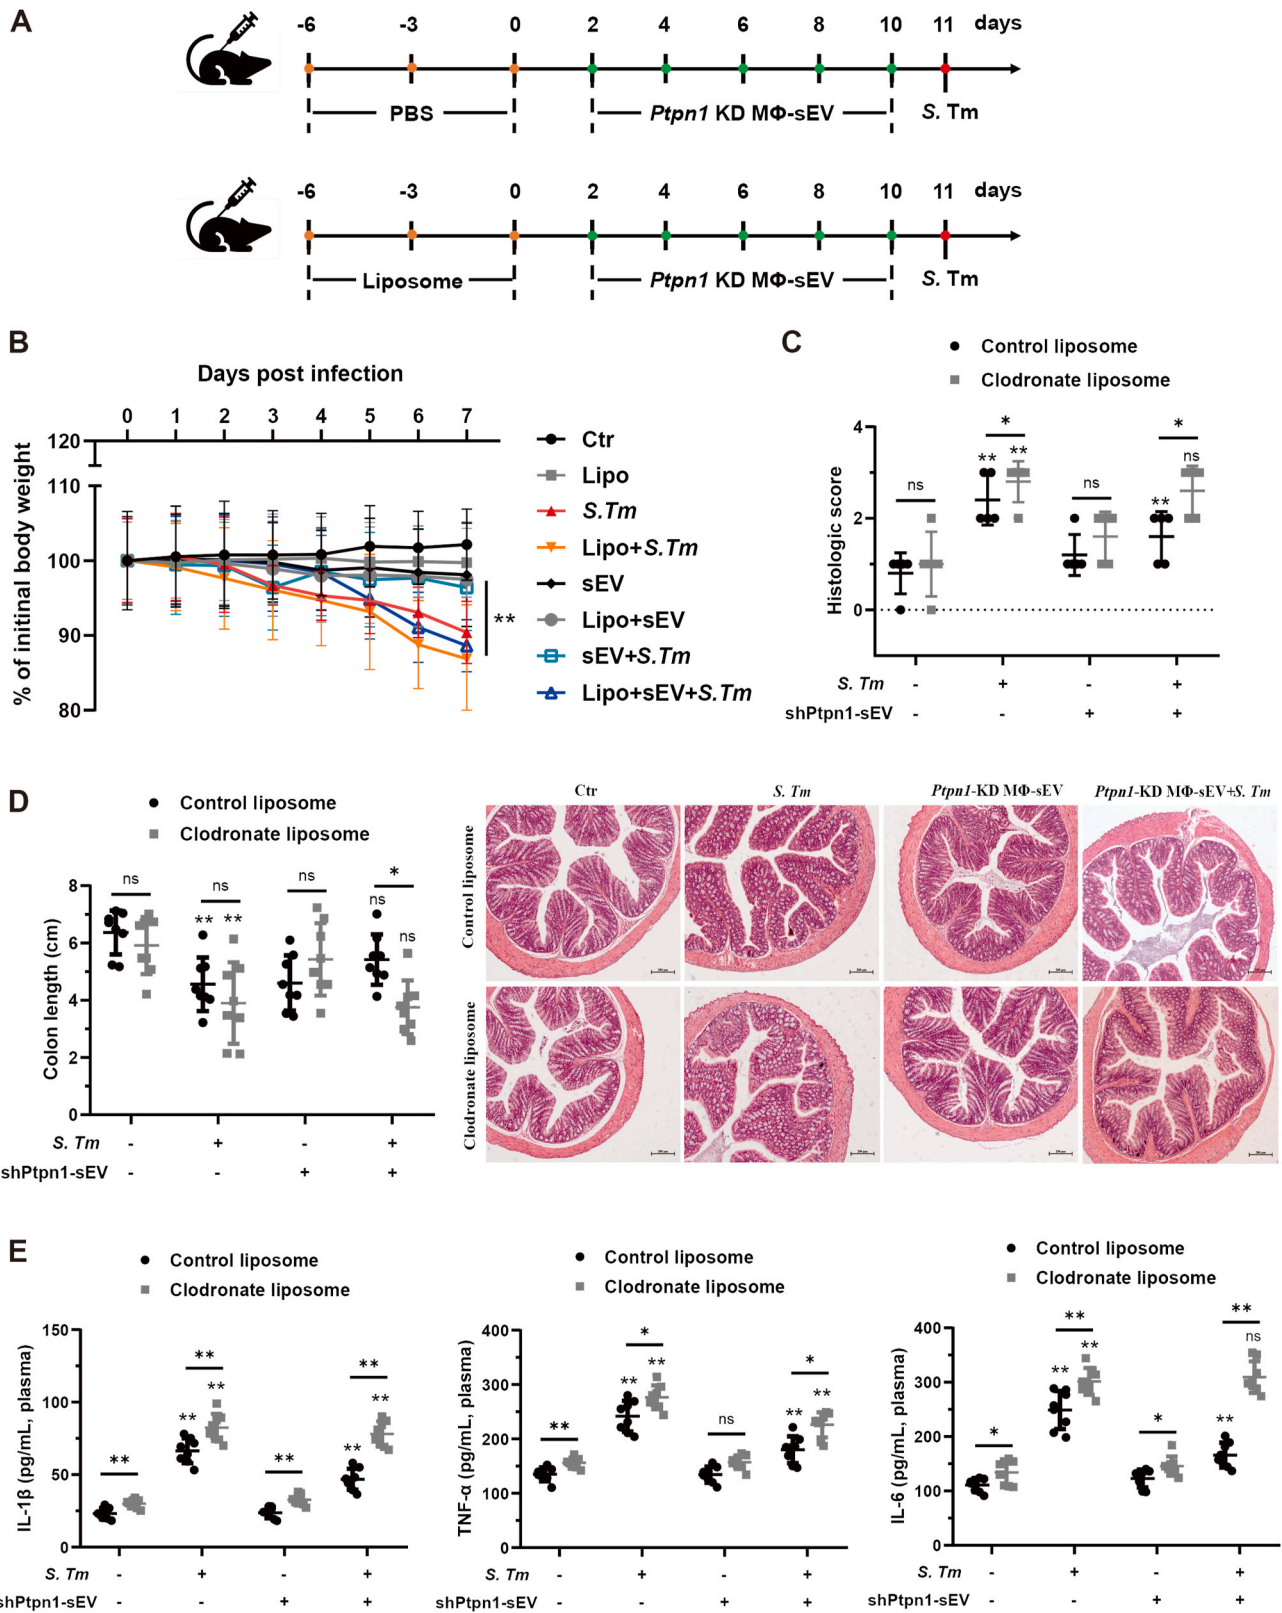 A
-6 -3 0 2 4 6 8 10 11 days
PBS Ptpn1 KD MΦ-sEV S. Tm
-6 -3 0 2 4 6 8 10 11 days
Liposome Ptpn1 KD MΦ-sEV S. Tm
B
Days post infection
0 1 2 3 4 5 6 7
120
110
100
90
80
% of initinal body weight
**
Ctr
Lipo
S.Tm
Lipo+S.Tm
sEV
Lipo+sEV
sEV+S.Tm
Lipo+sEV+S.Tm
C
Control liposome
Clodronate liposome
Histologic score
4
2
0
ns
*
** **
ns
*
** ns
S. Tm - + - +
shPtpn1-sEV - - + +
D
Control liposome
Clodronate liposome
Colon length (cm)
8
6
4
2
0
ns
ns
** **
ns
*
ns ns
S. Tm - + - +
shPtpn1-sEV - - + +
Ctr S. Tm Ptpn1-KD MΦ-sEV Ptpn1-KD MΦ-sEV+S. Tm
Control liposome
Clodronate liposome
E
Control liposome
Clodronate liposome
IL-1β (pg/mL, plasma)
150
100
50
0
**
**
** **
**
**
** **
S. Tm - + - +
shPtpn1-sEV - - + +
Control liposome
Clodronate liposome
TNF-α (pg/mL, plasma)
400
300
200
100
0
**
*
** **
ns
*
** **
S. Tm - + - +
shPtpn1-sEV - - + +
Control liposome
Clodronate liposome
IL-6 (pg/mL, plasma)
400
300
200
100
0
*
**
** **
*
**
** ns
S. Tm - + - +
shPtpn1-sEV - - + +